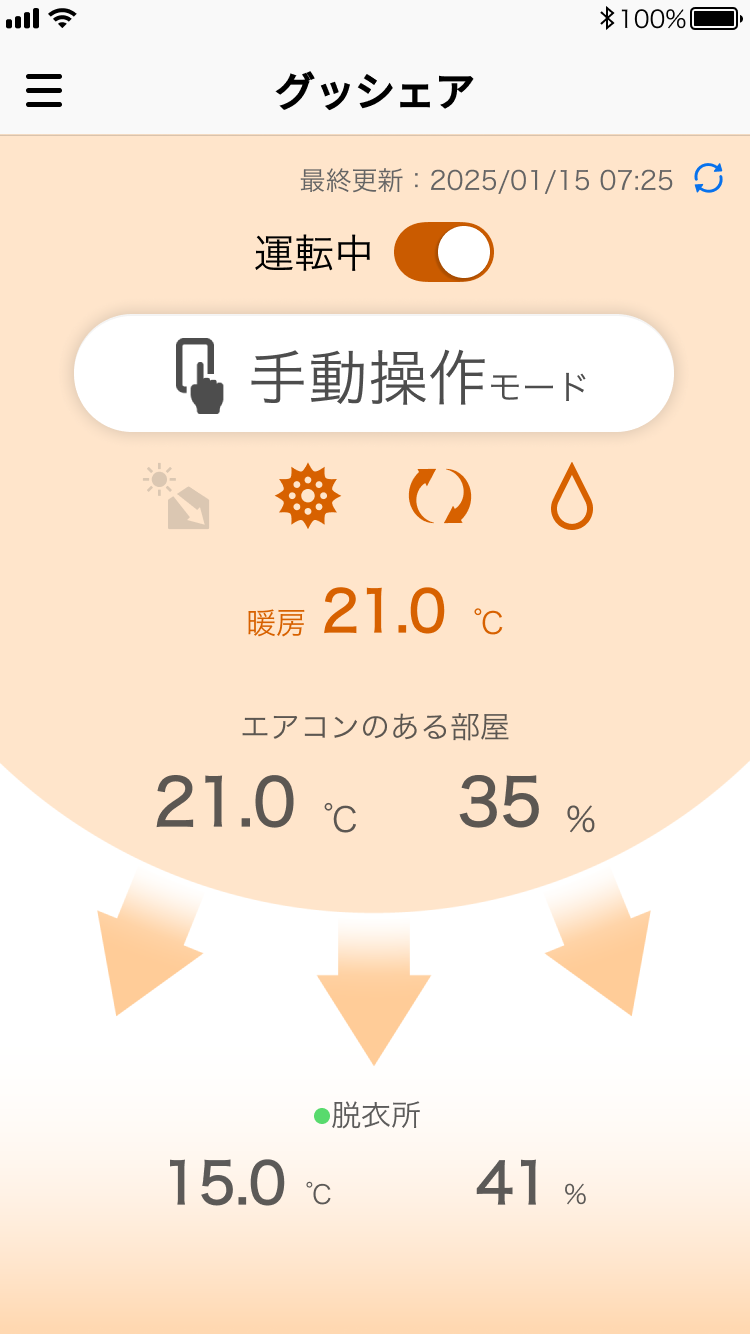 100%
グッシェア
最終更新：2025/01/15 07:25
運転中
手動操作モード
暖房 21.0 ℃
エアコンのある部屋
21.0 ℃ 35 %
脱衣所
15.0 ℃ 41 %